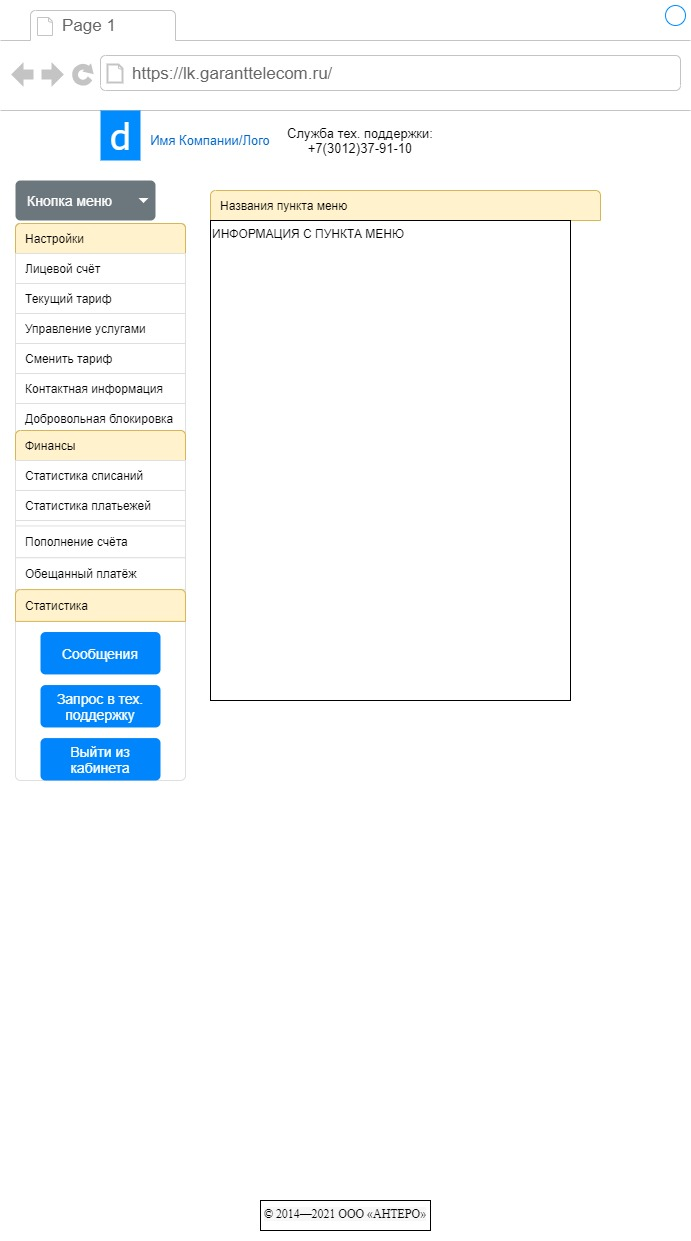 Page 1
https://lk.garanttelecom.ru/
d
Имя Компании/Лого
Служба тех. поддержки:
+7(3012)37-91-10
Кнопка меню
Настройки
Лицевой счёт
Текущий тариф
Управление услугами
Сменить тариф
Контактная информация
Добровольная блокировка
Финансы
Статистика списаний
Статистика платьежей
Пополнение счёта
Обещанный платёж
Статистика
Сообщения
Запрос в тех.
поддержку
Выйти из
кабинета
Названия пункта меню
ИНФОРМАЦИЯ С ПУНКТА МЕНЮ
© 2014—2021 ООО «АНТЕРО»